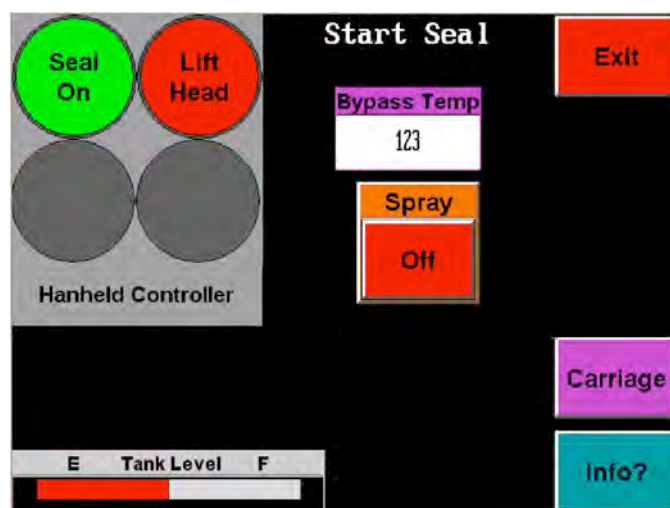 Start Seal
Seal
On
Lift
Head
Exit
Bypass Temp
123
Spray
Off
Hanheld Controller
Carriage
E Tank Level F
Info?